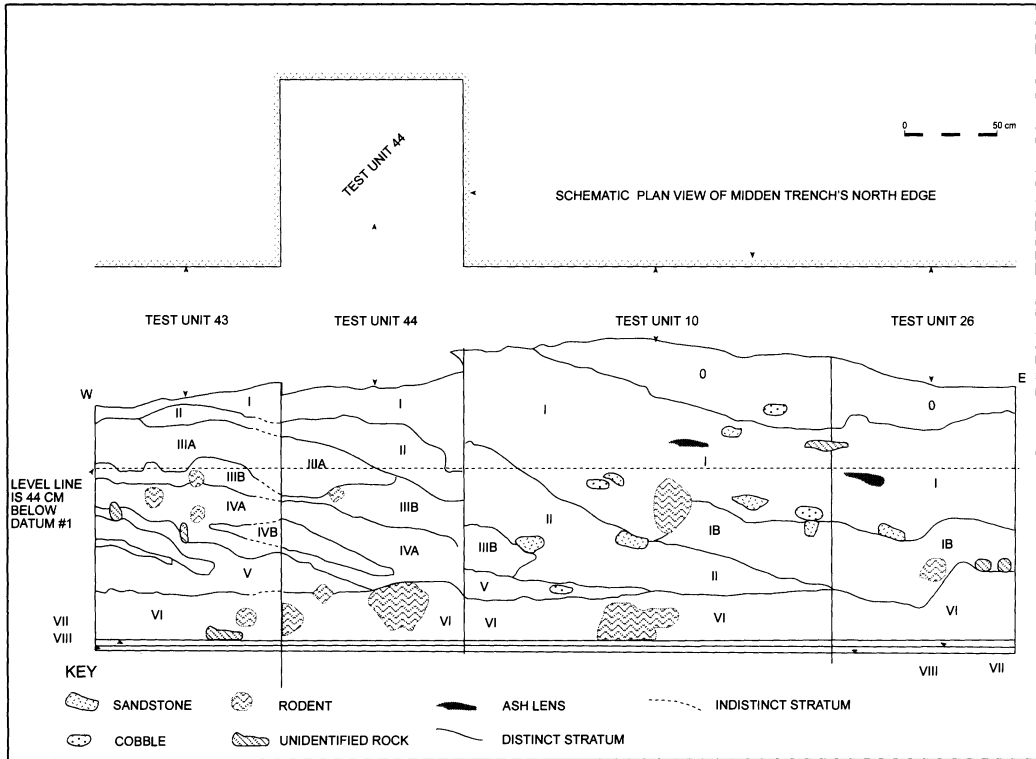 TEST UNIT 44
0 50 cm
SCHEMATIC PLAN VIEW OF MIDDEN TRENCH'S NORTH EDGE
TEST UNIT 43
TEST UNIT 44
TEST UNIT 10
TEST UNIT 26
W
E
I
I
I
0
0
II
II
IIIA
IIIA
I
I
LEVEL LINE
IS 44 CM
BELOW
DATUM #1
IIIB
IIIB
II
IVA
IVB
IVA
IIIB
IB
IB
V
V
II
VI
VI
VI
VI
VI
VII
VIII
VIII
VII
KEY
SANDSTONE
RODENT
ASH LENS
INDISTINCT STRATUM
COBBLE
UNIDENTIFIED ROCK
DISTINCT STRATUM